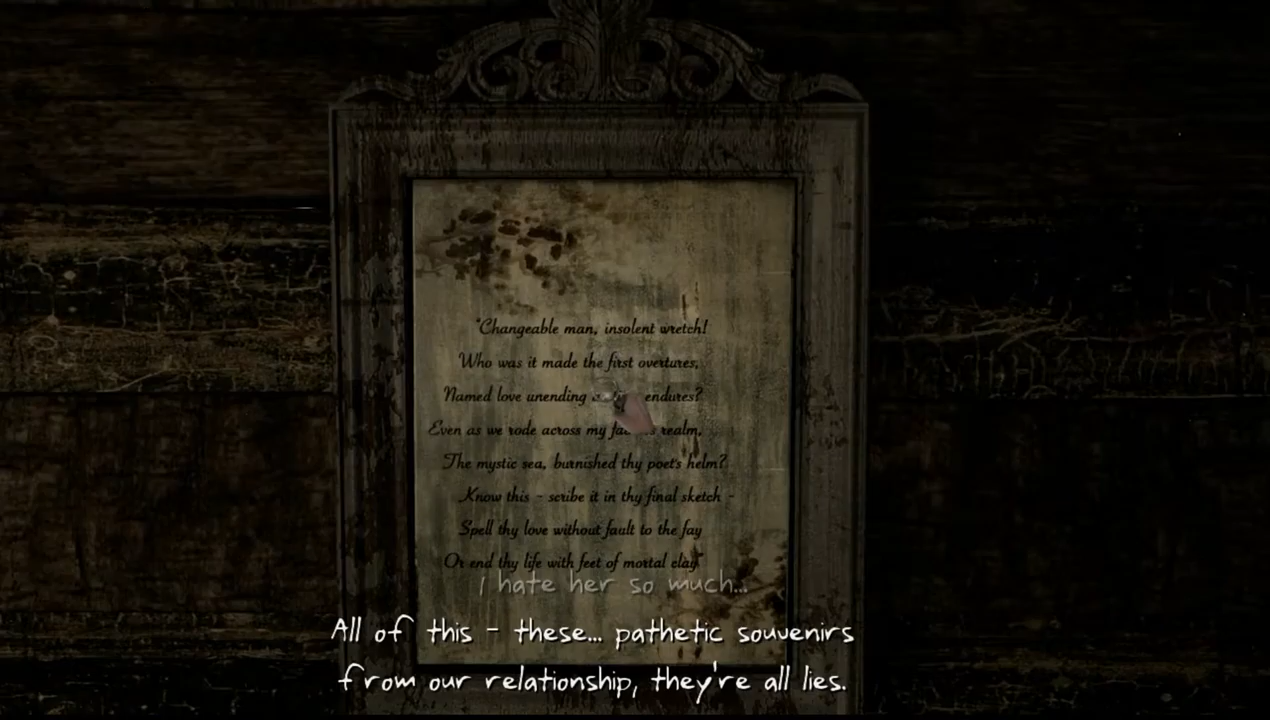 "Changeable man, insolent wretch!
Who was it made the first overtures,
Named love unending endures?
Even as we rode across my realm,
The mystic sea, burnished thy poet's helm?
Know this - scribe it in thy final sketch -
Spell thy love without fault to the fay
Or end thy life with feet of mortal clay"
I hate her so much...
All of this - these... pathetic souvenirs
from our relationship, they're all lies.